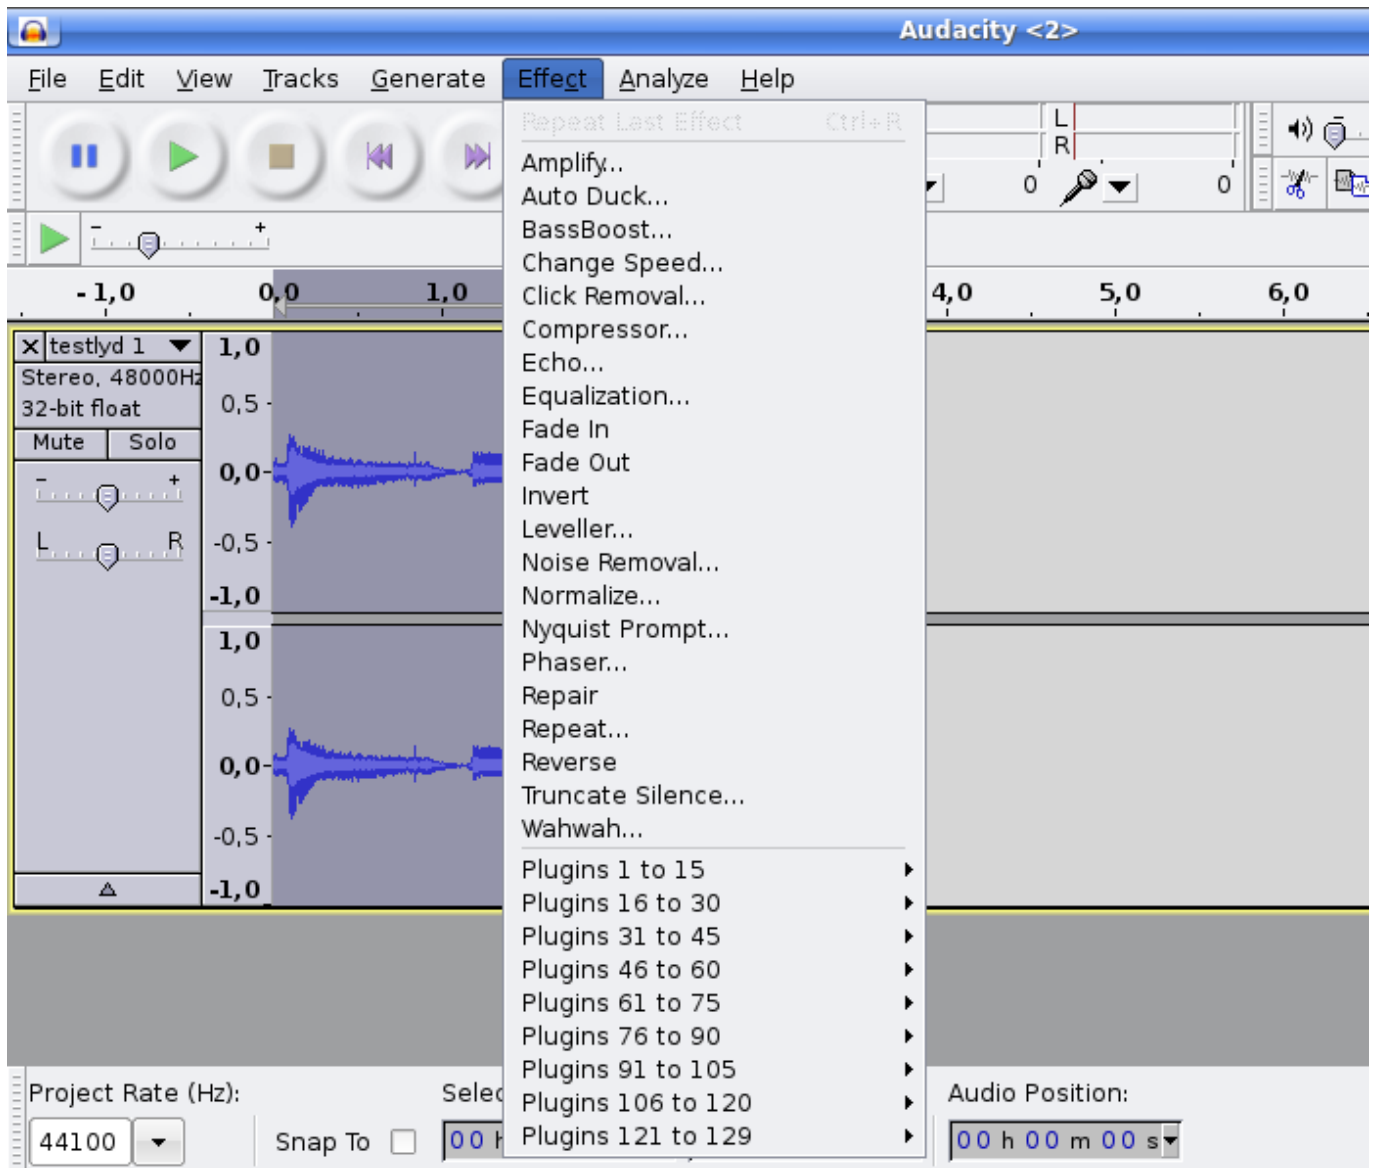 Audacity <2>
File Edit View Tracks Generate Effect Analyze Help
Repeat Last Effect Ctrl+R
L
R
0 0
Amplify...
Auto Duck...
BassBoost...
Change Speed...
Click Removal...
Compressor...
Echo...
Equalization...
Fade In
Fade Out
Invert
Leveller...
Noise Removal...
Normalize...
Nyquist Prompt...
Phaser...
Repair
Repeat...
Reverse
Truncate Silence...
Wahwah...
Plugins 1 to 15
Plugins 16 to 30
Plugins 31 to 45
Plugins 46 to 60
Plugins 61 to 75
Plugins 76 to 90
Plugins 91 to 105
Plugins 106 to 120
Plugins 121 to 129
- +
-1,0 0,0 1,0 4,0 5,0 6,0
testlyd 1
Stereo, 48000Hz
32-bit float
Mute Solo
- +
L R
1,0
0,5
0,0
-0,5
-1,0
1,0
0,5
0,0
-0,5
-1,0
Project Rate (Hz):
44100
Snap To
00
Audio Position:
00 h 00 m 00 s